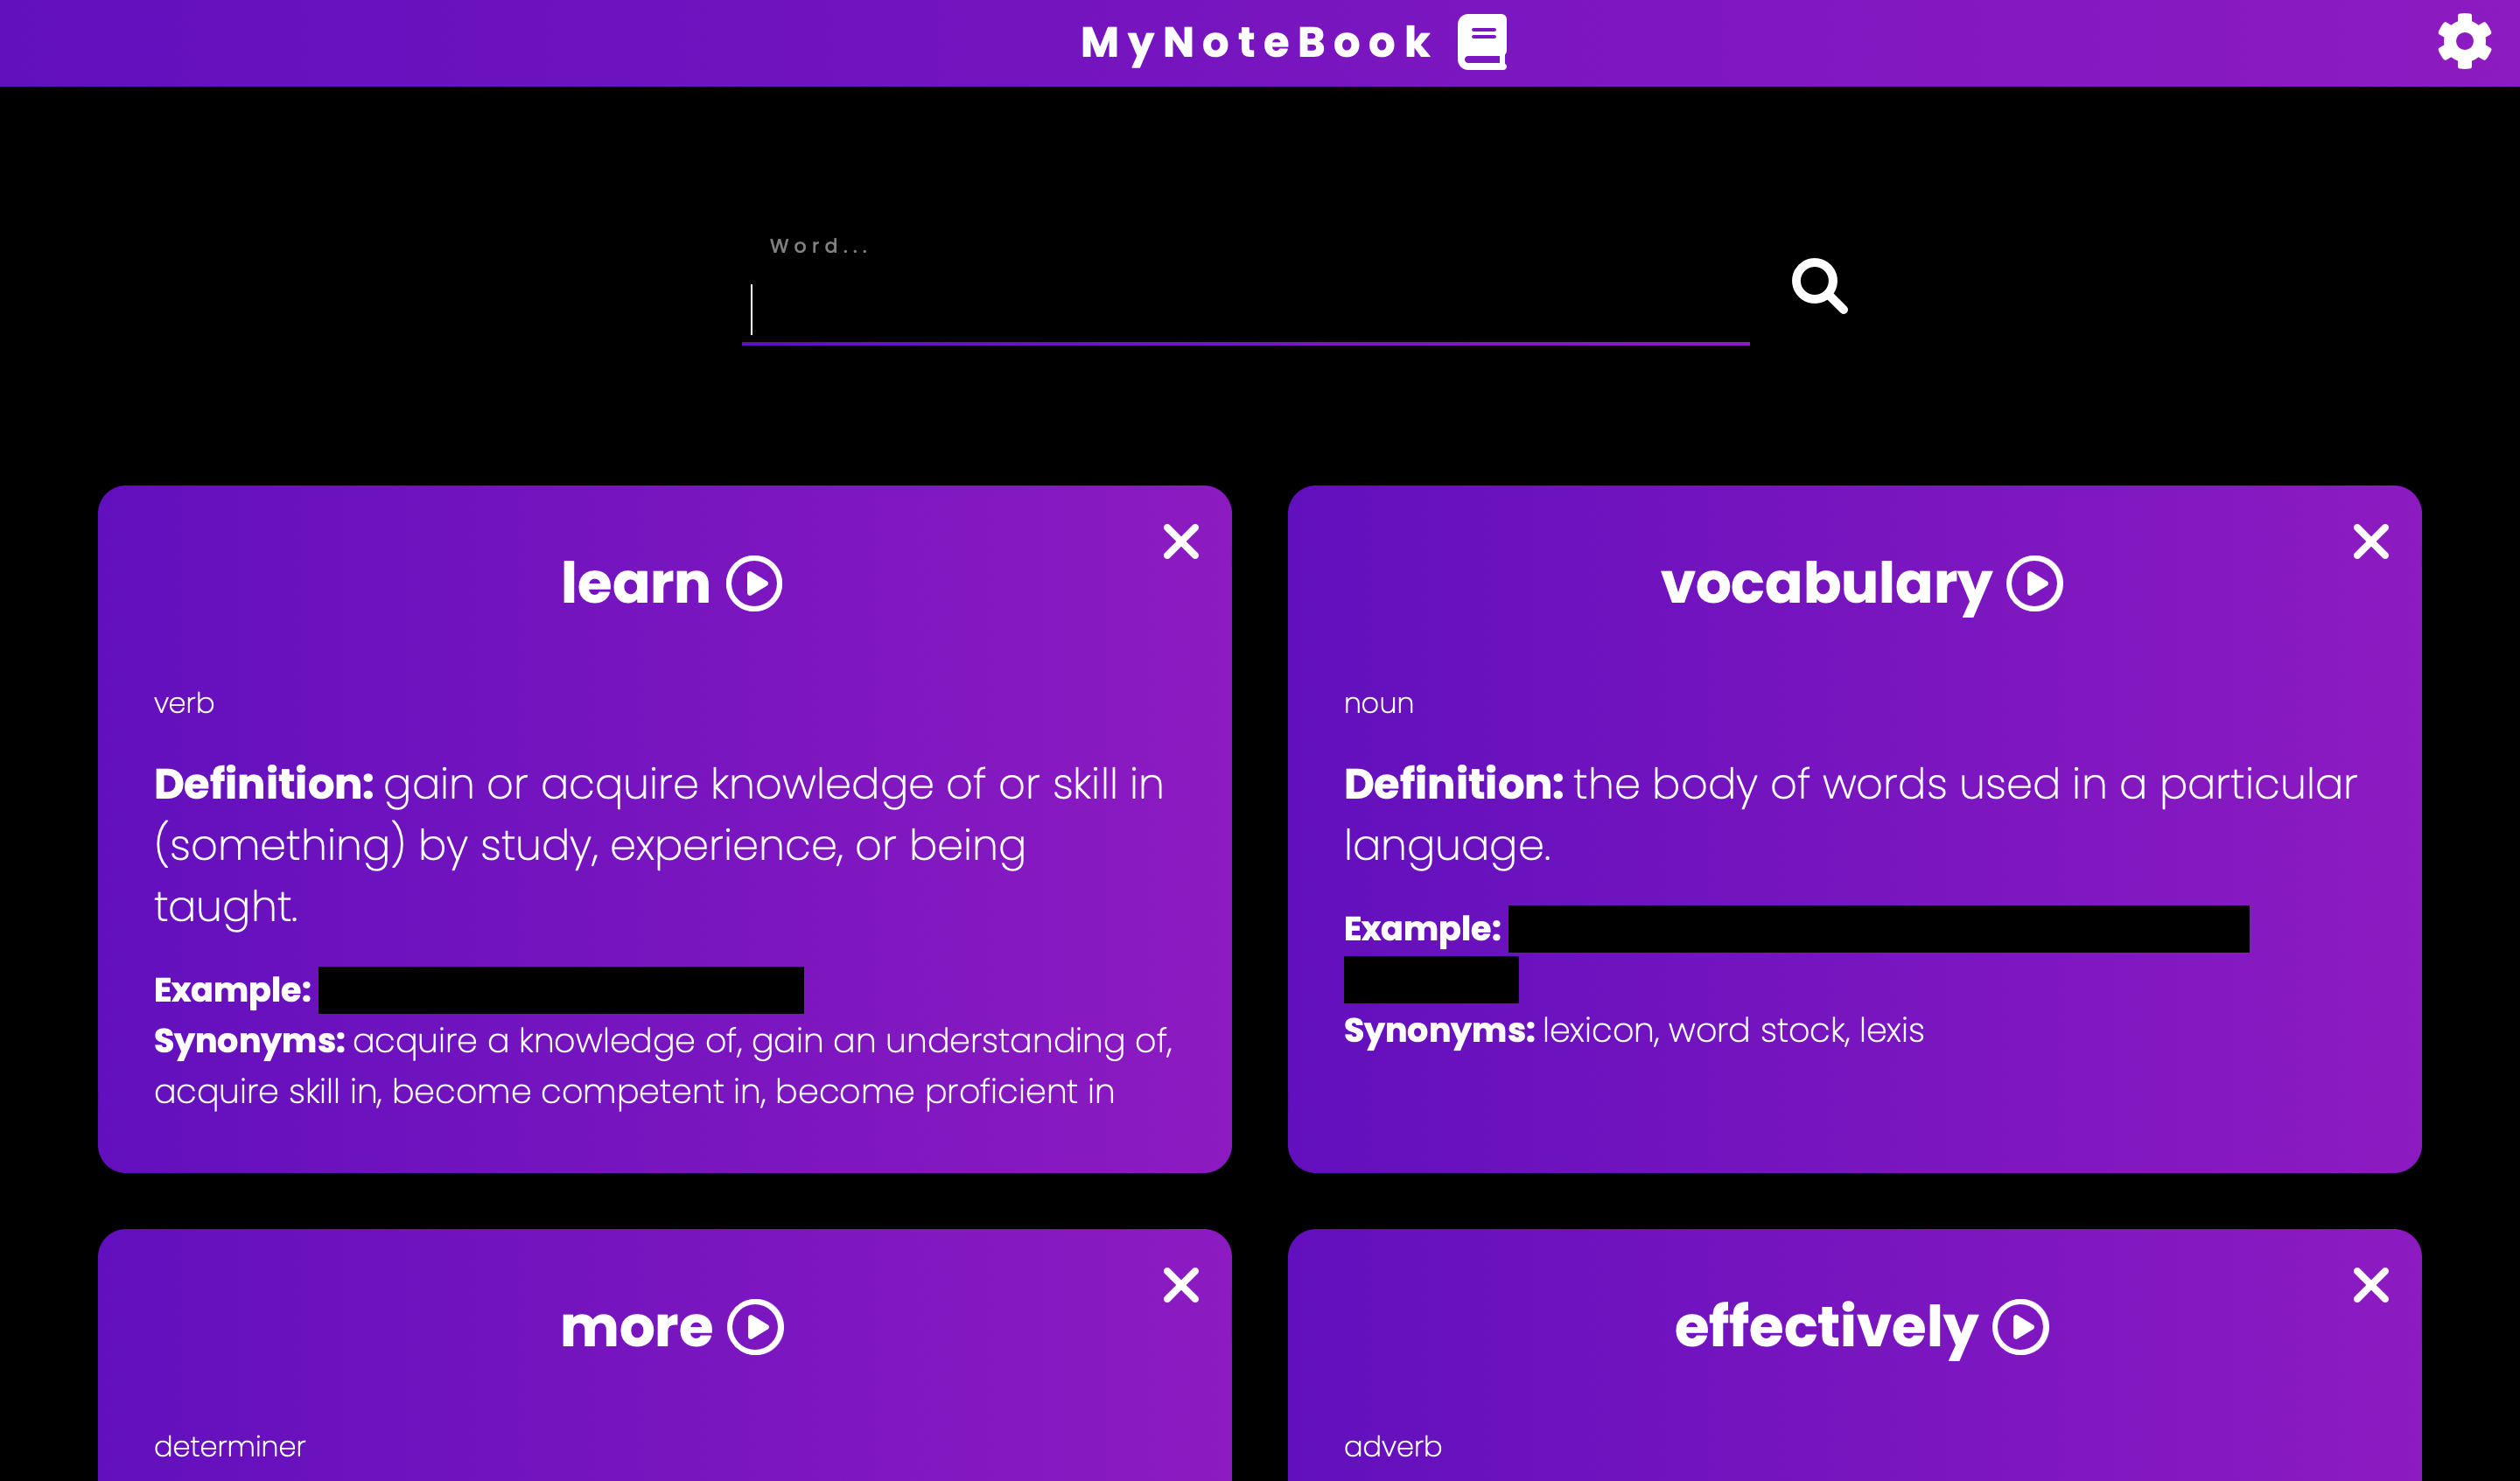 MyNoteBook
Word...
learn
verb
Definition: gain or acquire knowledge of or skill in
(something) by study, experience, or being
taught.
Example:
Synonyms: acquire a knowledge of, gain an understanding of,
acquire skill in, become competent in, become proficient in
vocabulary
noun
Definition: the body of words used in a particular
language.
Example:
Synonyms: lexicon, word stock, lexis
more
determiner
effectively
adverb